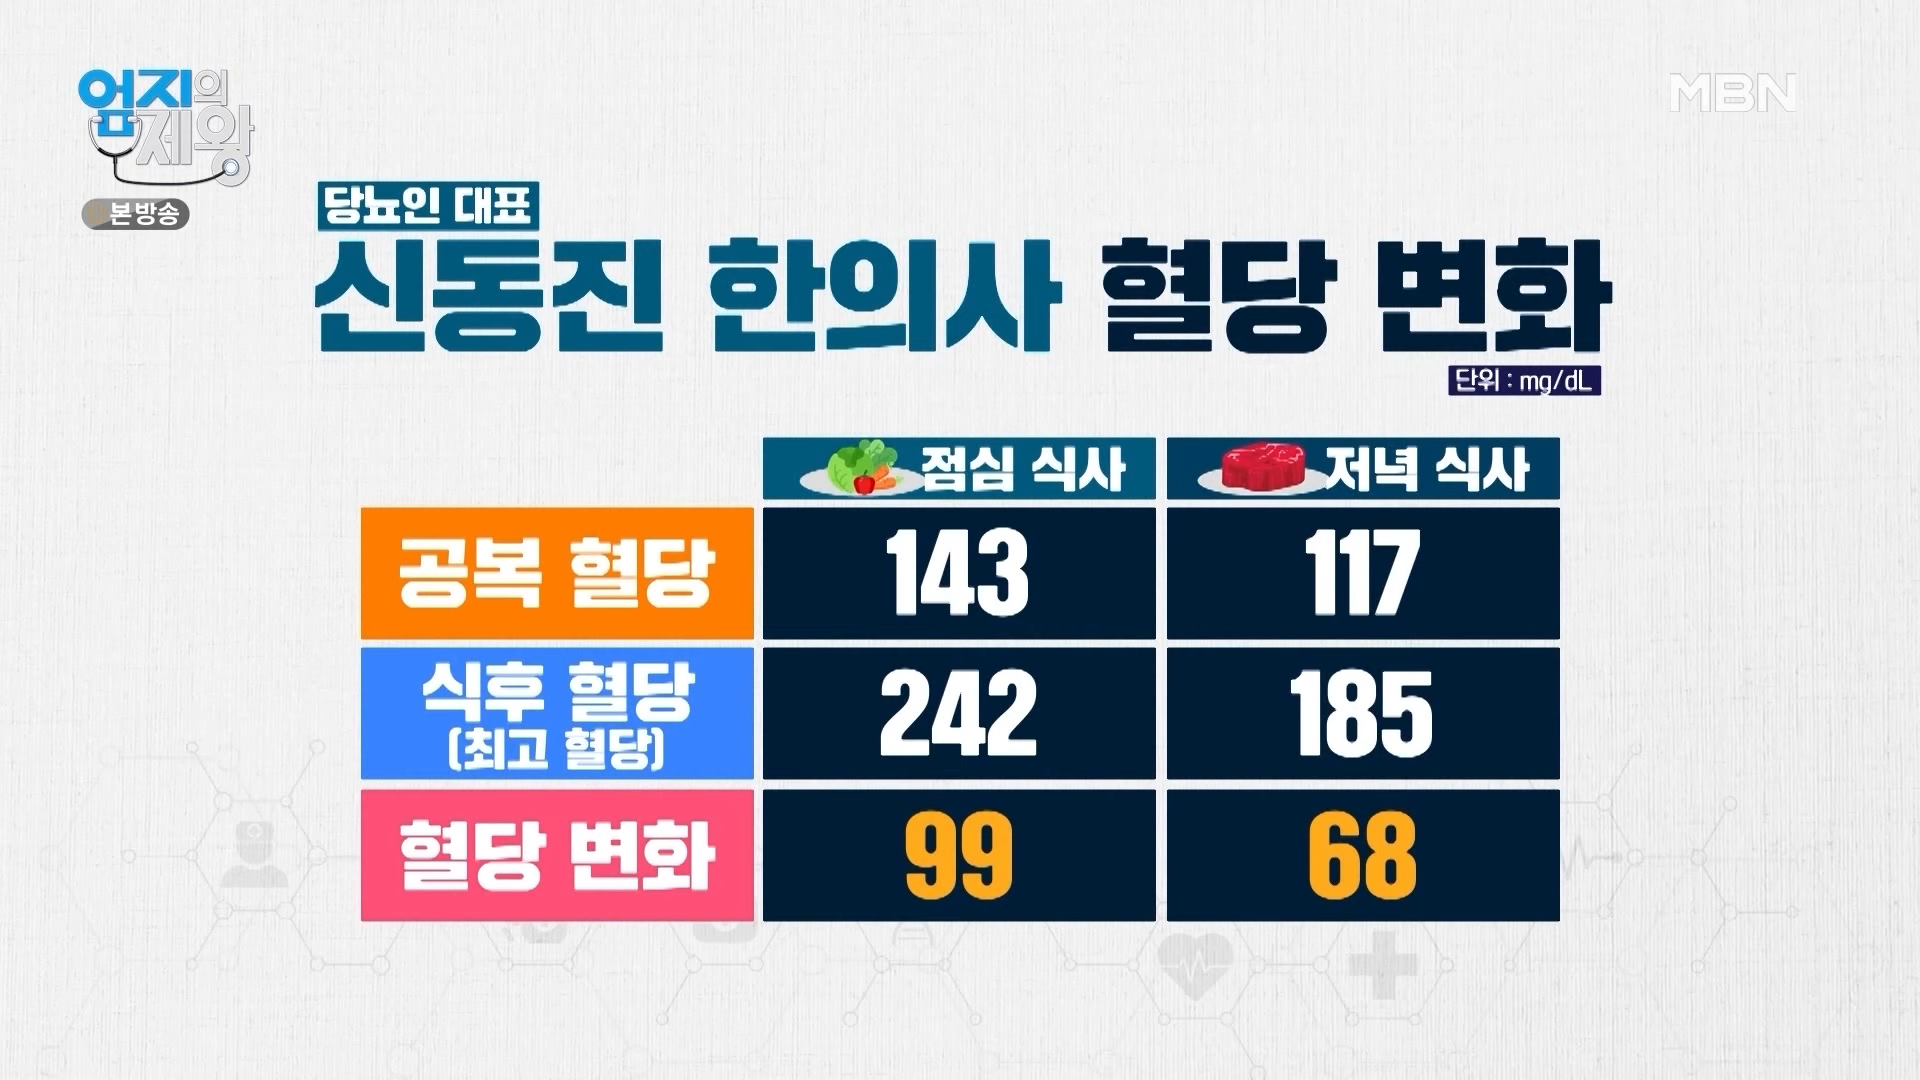 엄지의
제왕
본방송
MBN
당뇨인 대표
신동진 한의사 혈당 변화
단위 : mg/dL
점심 식사 저녁 식사
공복 혈당 143 117
식후 혈당 242 185
(최고 혈당)
혈당 변화 99 68